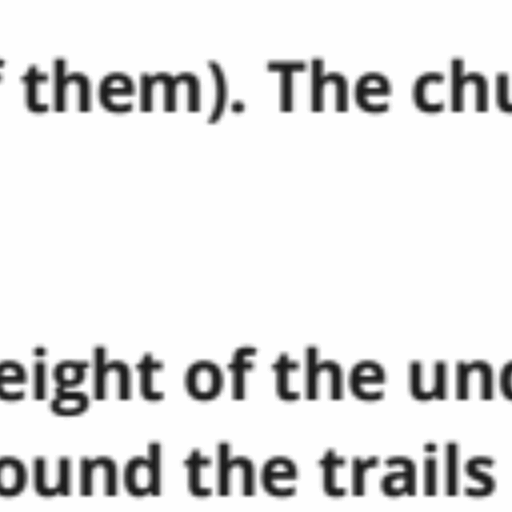 f them). The chu
eight of the und
ound the trails